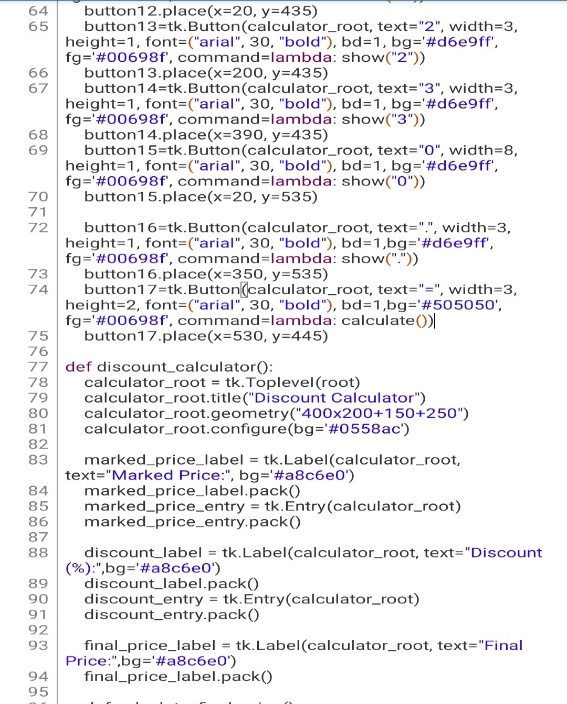 64 button12.place(x=20, y=435)
65 button13=tk.Button(calculator_root, text="2", width=3,
height=1, font=("arial", 30, "bold"), bd=1, bg='#d6e9ff',
fg='#00698f', command=lambda: show("2"))
66 button13.place(x=200, y=435)
67 button14=tk.Button(calculator_root, text="3", width=3,
height=1, font=("arial", 30, "bold"), bd=1, bg='#d6e9ff',
fg='#00698f', command=lambda: show("3"))
68 button14.place(x=390, y=435)
69 button15=tk.Button(calculator_root, text="0", width=8,
height=1, font=("arial", 30, "bold"), bd=1, bg='#d6e9ff',
fg='#00698f', command=lambda: show("0"))
70 button15.place(x=20, y=535)
71
72 button16=tk.Button(calculator_root, text=".", width=3,
height=1, font=("arial", 30, "bold"), bd=1,bg='#d6e9ff',
fg='#00698f', command=lambda: show("."))
73 button16.place(x=350, y=535)
74 button17=tk.Button(calculator_root, text="=", width=3,
height=2, font=("arial", 30, "bold"), bd=1,bg='#505050',
fg='#00698f', command=lambda: calculate())
75 button17.place(x=530, y=445)
76
77 def discount_calculator():
78 calculator_root = tk.Toplevel(root)
79 calculator_root.title("Discount Calculator")
80 calculator_root.geometry("400x200+150+250")
81 calculator_root.configure(bg='#0558ac')
82
83 marked_price_label = tk.Label(calculator_root,
text="Marked Price:", bg='#a8c6e0')
84 marked_price_label.pack()
85 marked_price_entry = tk.Entry(calculator_root)
86 marked_price_entry.pack()
87
88 discount_label = tk.Label(calculator_root, text="Discount
(%):",bg='#a8c6e0')
89 discount_label.pack()
90 discount_entry = tk.Entry(calculator_root)
91 discount_entry.pack()
92
93 final_price_label = tk.Label(calculator_root, text="Final
Price:",bg='#a8c6e0')
94 final_price_label.pack()
95